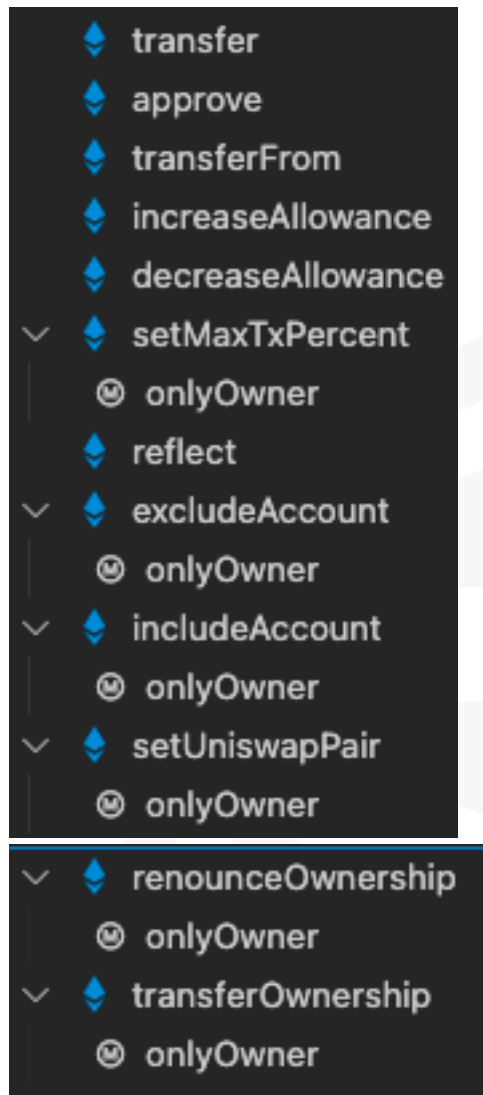 transfer
approve
transferFrom
increaseAllowance
decreaseAllowance
setMaxTxPercent
onlyOwner
reflect
excludeAccount
onlyOwner
includeAccount
onlyOwner
setUniswapPair
onlyOwner
renounceOwnership
onlyOwner
transferOwnership
onlyOwner